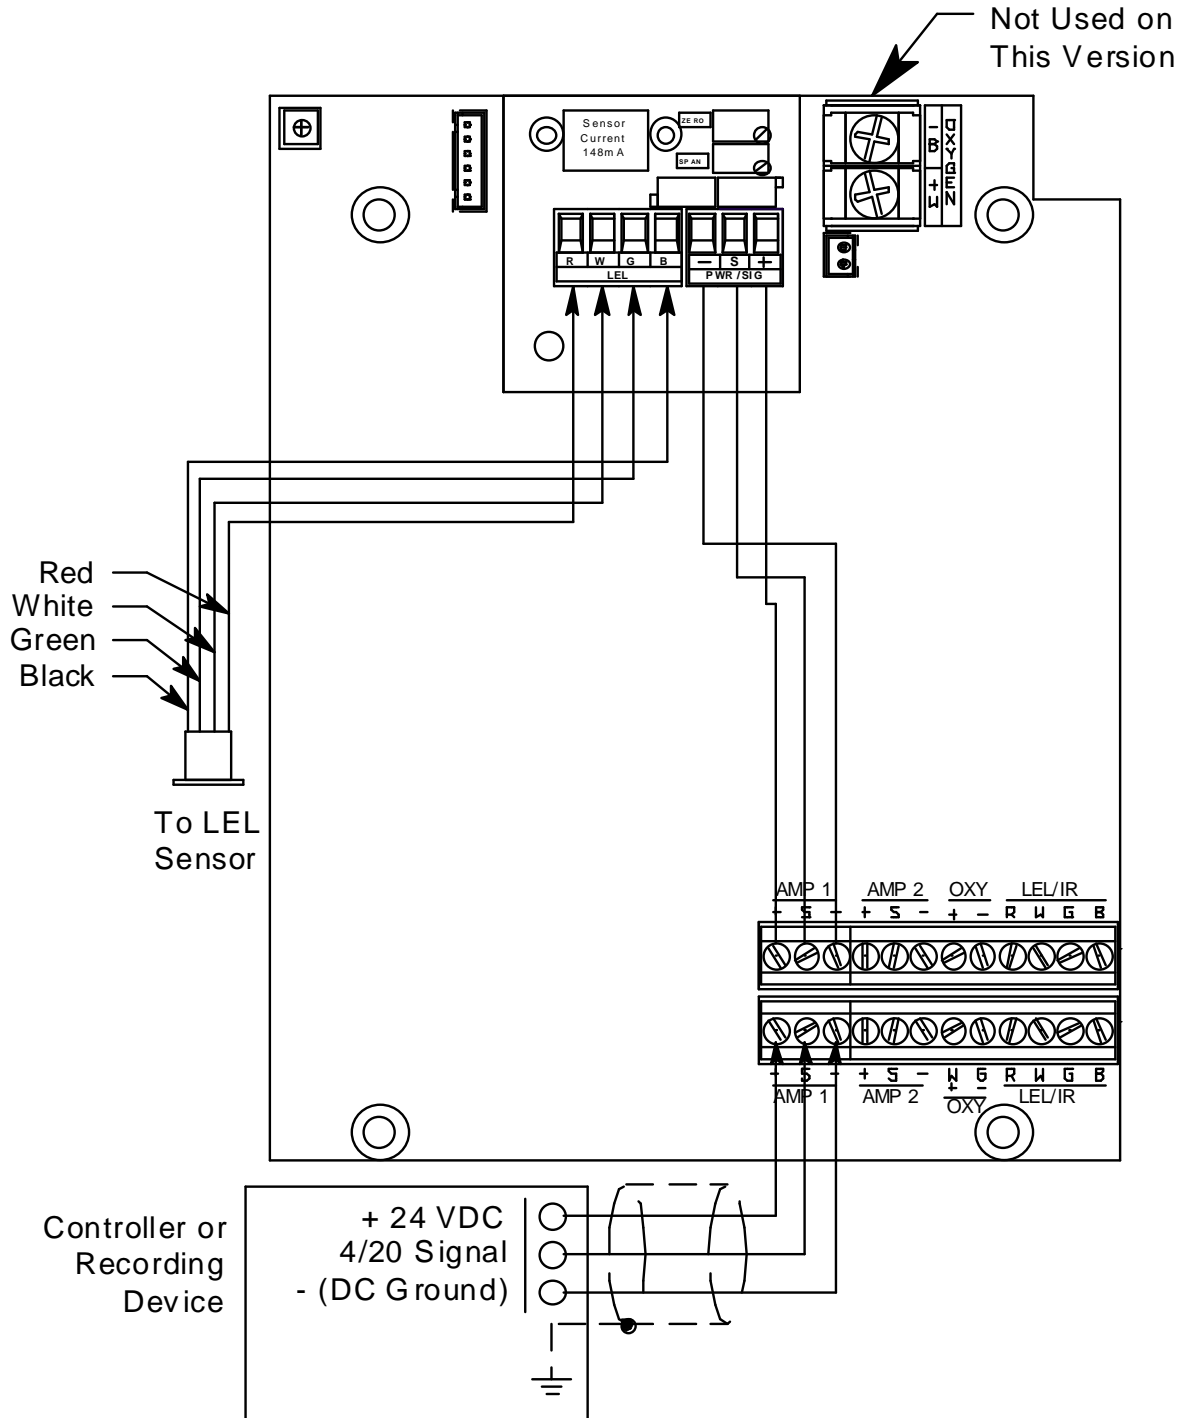 Not Used on
This Version
Sensor
Current
148mA
ZERO
SPAN
- B
+ W
OXYGEN
R W G B
LEL
- S +
PWR/SIG
Red
White
Green
Black
To LEL
Sensor
AMP 1 AMP 2 OXY LEL/IR
- S - + S - + - R W G B
- S - + S - W G R W G B
+ -
AMP 1 AMP 2 OXY LEL/IR
Controller or
Recording
Device
+ 24 VDC
4/20 Signal
- (DC Ground)